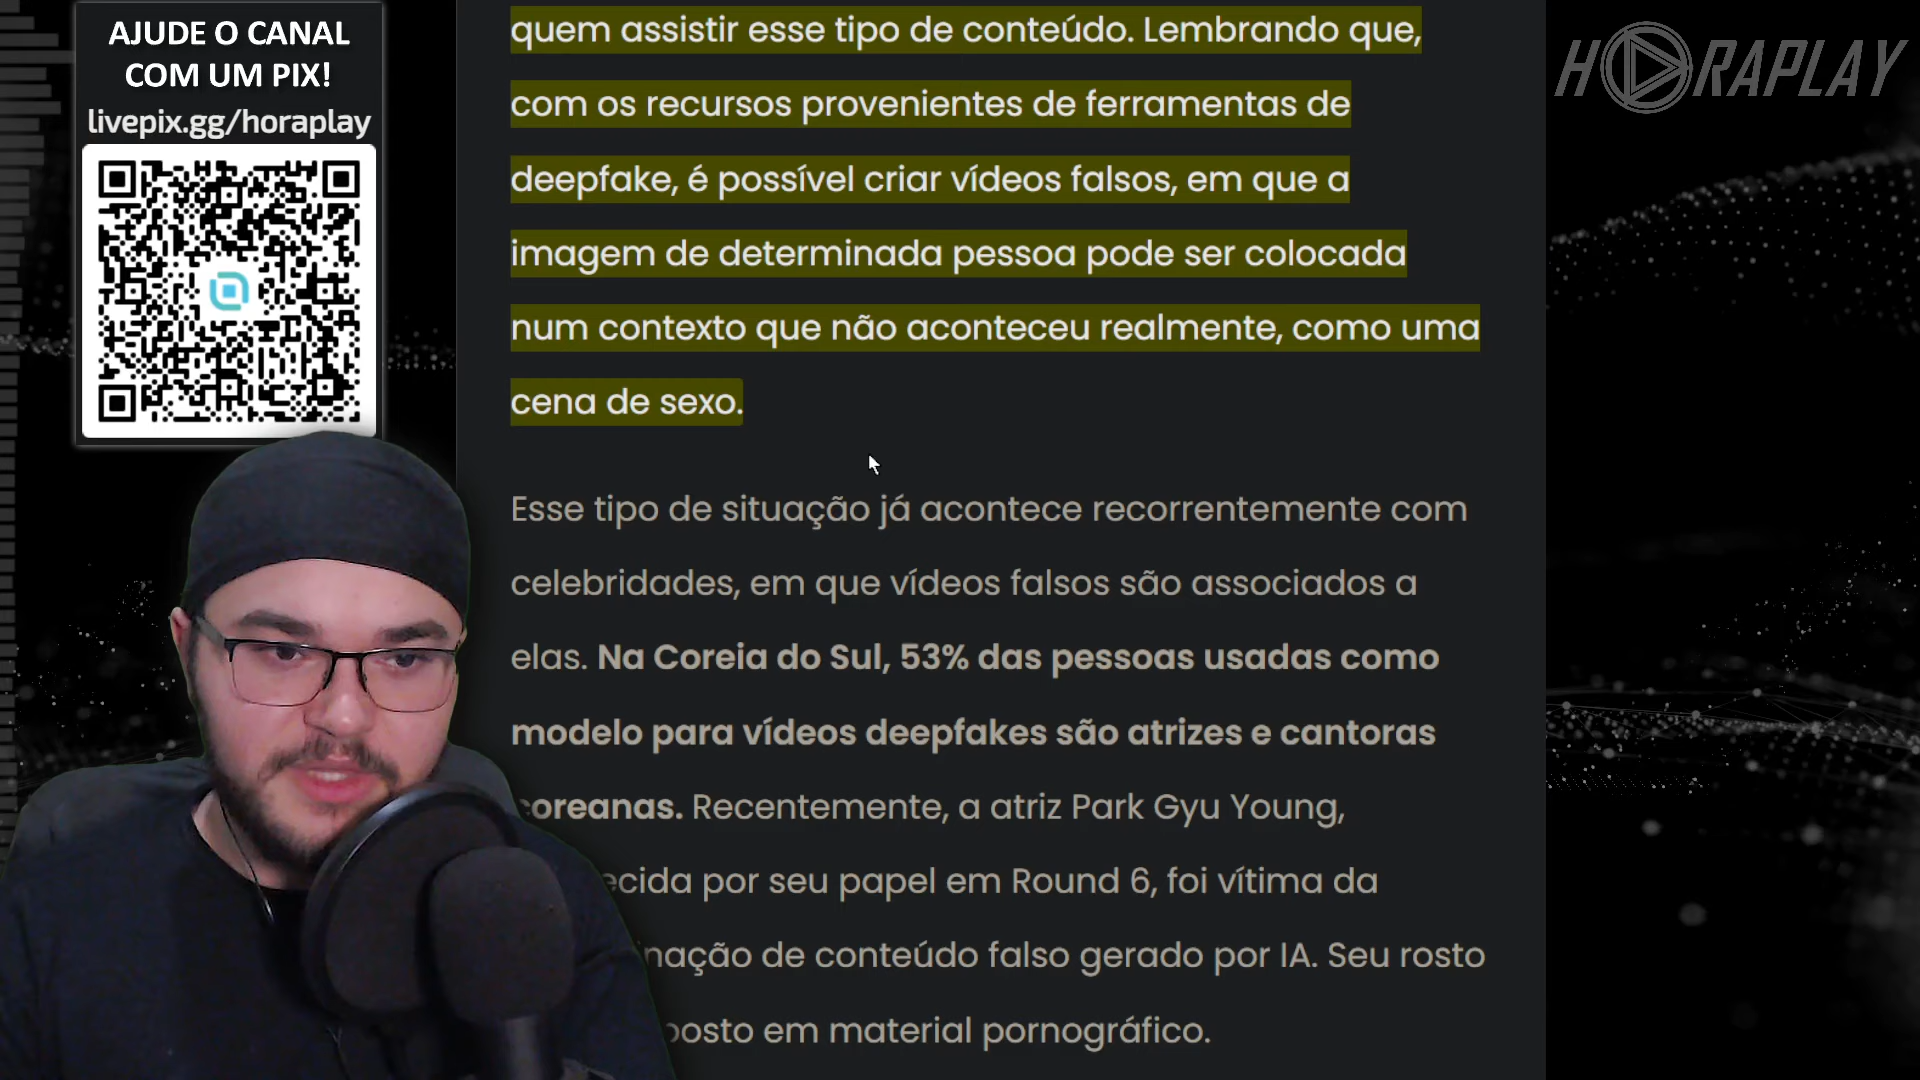 AJUDE O CANAL
COM UM PIX!
livepix.gg/horaplay
HORAPLAY
quem assistir esse tipo de conteúdo. Lembrando que,
com os recursos provenientes de ferramentas de
deepfake, é possível criar vídeos falsos, em que a
imagem de determinada pessoa pode ser colocada
num contexto que não aconteceu realmente, como uma
cena de sexo.
Esse tipo de situação já acontece recorrentemente com
celebridades, em que vídeos falsos são associados a
elas. Na Coreia do Sul, 53% das pessoas usadas como
modelo para vídeos deepfakes são atrizes e cantoras
coreanas. Recentemente, a atriz Park Gyu Young,
por seu papel em Round 6, foi vítima da
de conteúdo falso gerado por IA. Seu rosto
em material pornográfico.